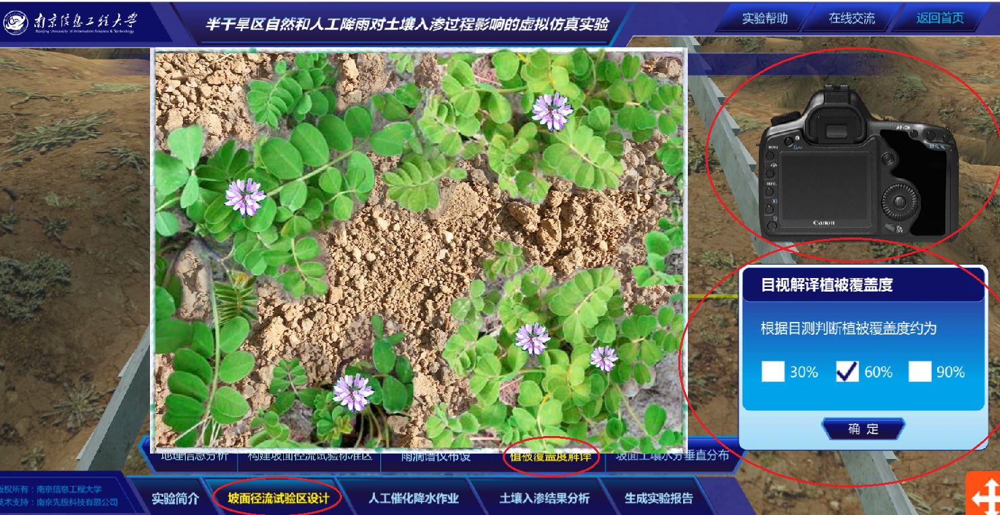 南京信息工程大学
Nanjing University of Information Science & Technology
半干旱区自然和人工降雨对土壤入渗过程影响的虚拟仿真实验
实验帮助
在线交流
返回首页
AF-ON
MENU
INFO.
Canon
目视解译植被覆盖度
根据目测判断植被覆盖度约为
30%
60%
90%
确 定
地理信息分析
构建坡面径流试验标准区
雨滴谱仪布设
植被覆盖度解译
坡面土壤水分垂直分布
版权所有：南京信息工程大学
技术支持：南京先极科技有限公司
实验简介
坡面径流试验区设计
人工催化降水作业
土壤入渗结果分析
生成实验报告